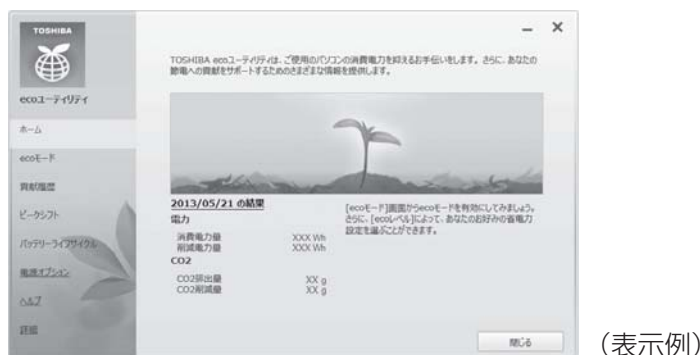 TOSHIBA
ecoユーティリティ
ホーム
ecoモード
貢献履歴
ピークシフト
バッテリーライフサイクル
電源オプション
ヘルプ
詳細
TOSHIBA ecoユーティリティは、ご使用のパソコンの消費電力を抑えるお手伝いをします。さらに、あなたの
節電への貢献をサポートするためのさまざまな情報を提供します。
2013/05/21 の結果
電力
消費電力量 XXX Wh
削減電力量 XXX Wh
CO2
CO2排出量 XX g
CO2削減量 XX g
[ecoモード]画面からecoモードを有効にしてみましょう。
さらに、[ecoレベル]によって、あなたのお好みの省電力
設定を選ぶことができます。
閉じる
（表示例）